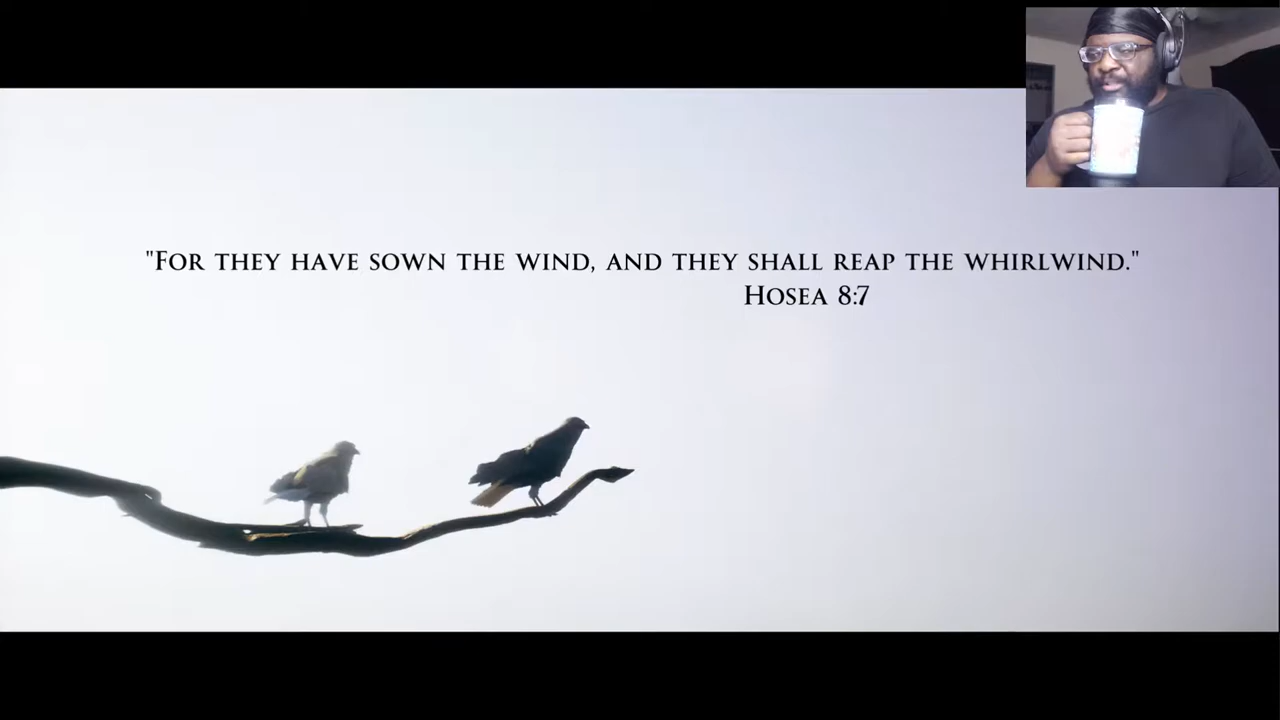 "For they have sown the wind, and they shall reap the whirlwind."
Hosea 8:7